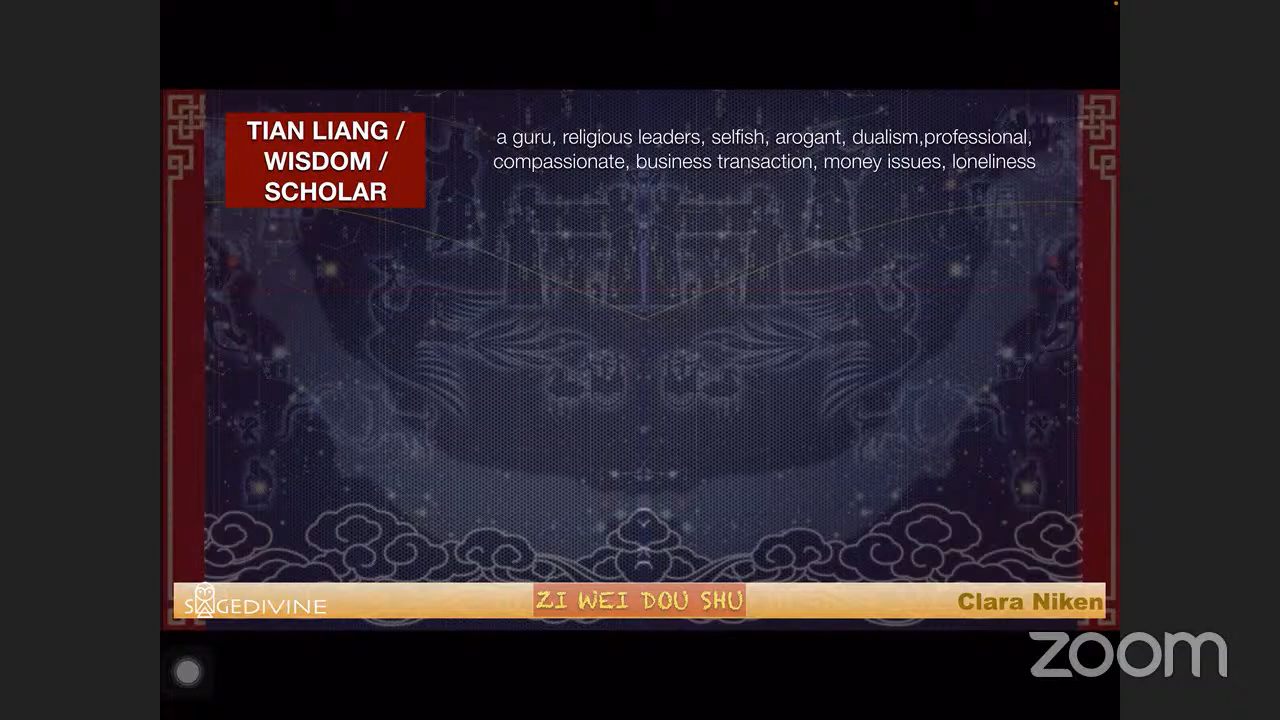 TIAN LIANG /
WISDOM /
SCHOLAR
a guru, religious leaders, selfish, arogant, dualism,professional,
compassionate, business transaction, money issues, loneliness
SAGEDIVINE
ZI WEI DOU SHU
Clara Niken
zoom